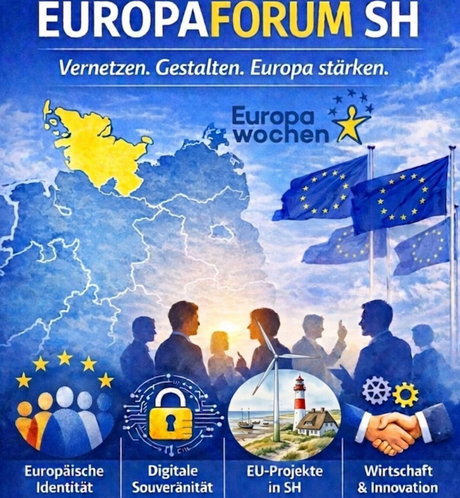 EUROPAFORUM SH
Vernetzen. Gestalten. Europa stärken.
Europa
wochen
Europäische
Identität
Digitale
Souveränität
EU-Projekte
in SH
Wirtschaft
& Innovation